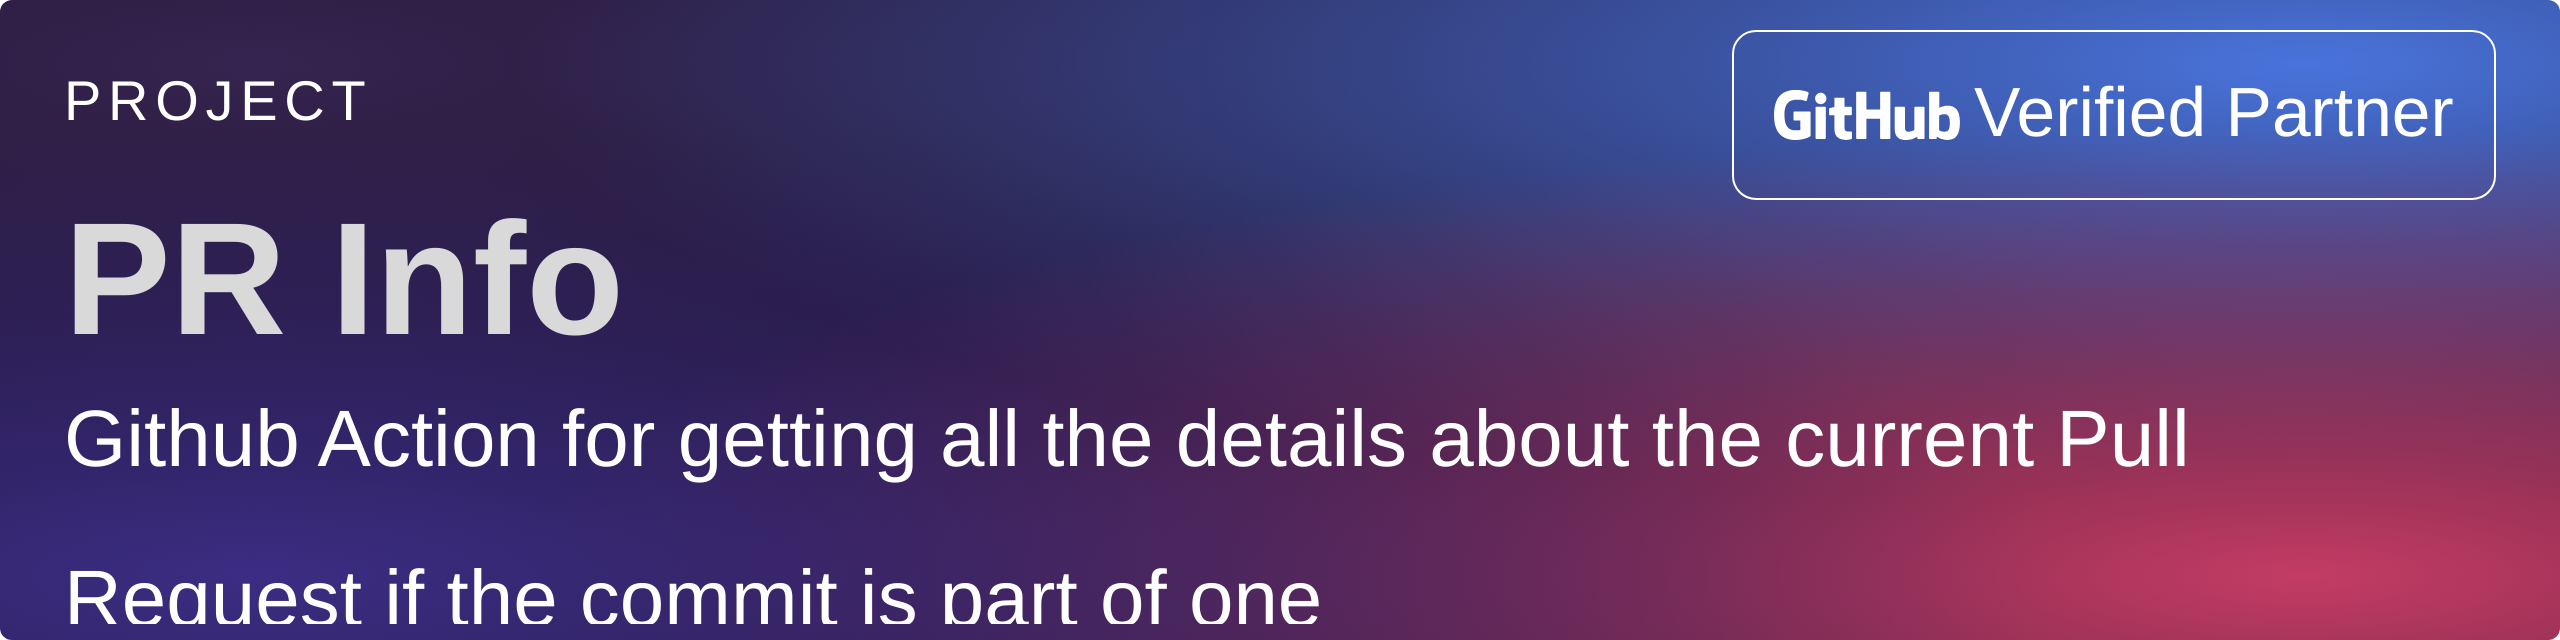 PROJECT
GitHub Verified Partner
PR Info
Github Action for getting all the details about the current Pull
Request if the commit is part of one